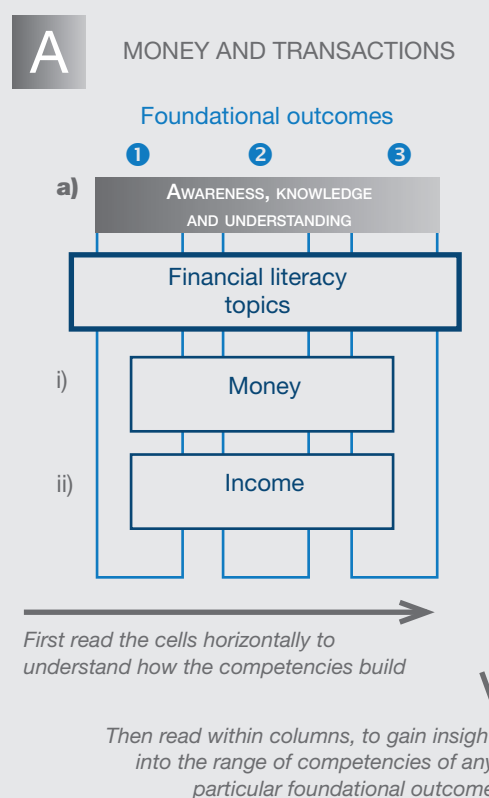 A
MONEY AND TRANSACTIONS
Foundational outcomes
1 2 3
a)
AWARENESS, KNOWLEDGE
AND UNDERSTANDING
Financial literacy
topics
i)
Money
ii)
Income
First read the cells horizontally to
understand how the competencies build
Then read within columns, to gain insigh
into the range of competencies of any
particular foundational outcome